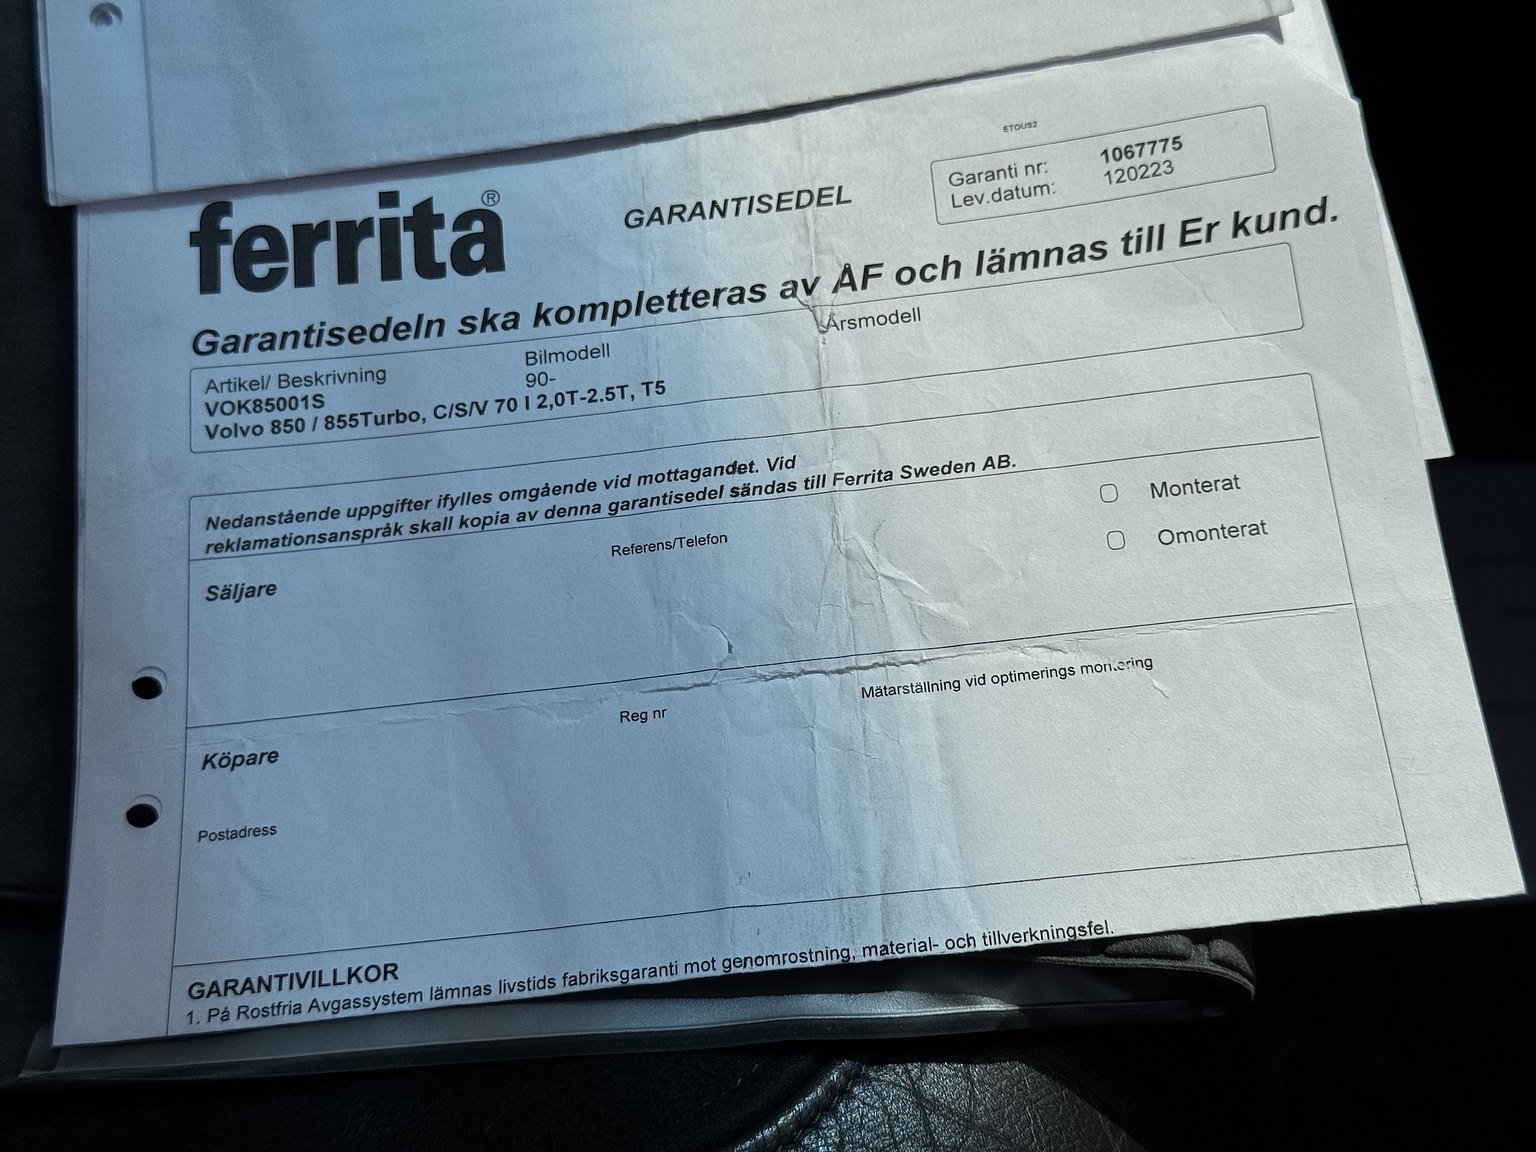 ETOUS2
ferrita®
GARANTISEDEL
Garanti nr: 1067775
Lev.datum: 120223
Garantisedeln ska kompletteras av ÅF och lämnas till Er kund.
Artikel/ Beskrivning Bilmodell Årsmodell
VOK85001S 90-
Volvo 850 / 855Turbo, C/S/V 70 I 2,0T-2.5T, T5
Nedanstående uppgifter ifylles omgående vid mottagandet. Vid
reklamationsanspråk skall kopia av denna garantisedel sändas till Ferrita Sweden AB.
Säljare Referens/Telefon
Monterat
Omonterat
Köpare Reg nr Mätarställning vid optimerings montering
Postadress
GARANTIVILLKOR
1. På Rostfria Avgassystem lämnas livstids fabriksgaranti mot genomrostning, material- och tillverkningsfel.